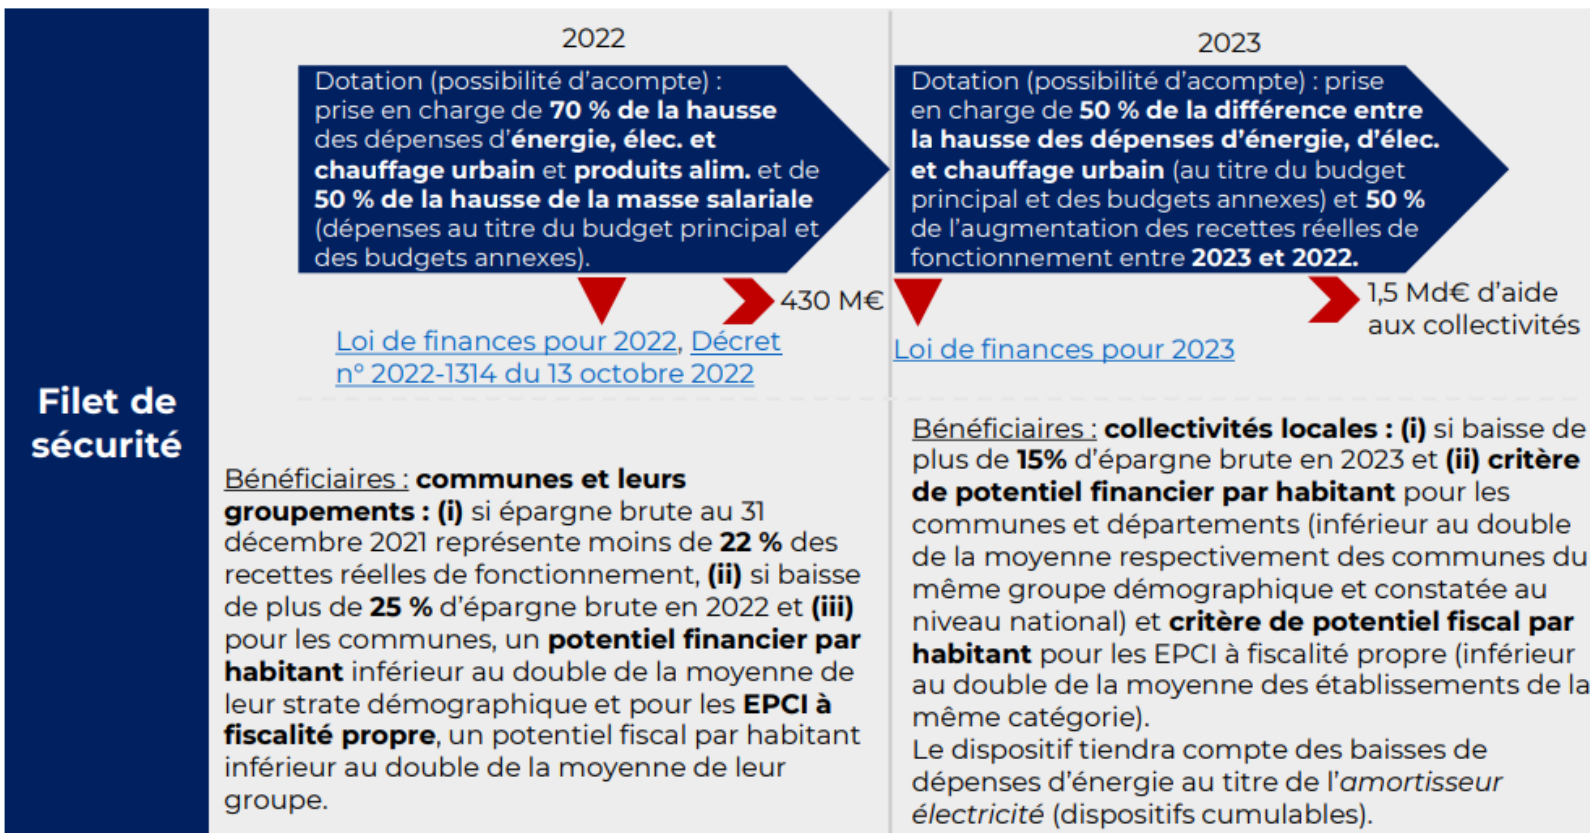 Filet de
sécurité
2022
Dotation (possibilité d’acompte) :
prise en charge de 70 % de la hausse
des dépenses d’énergie, élec. et
chauffage urbain et produits alim. et de
50 % de la hausse de la masse salariale
(dépenses au titre du budget principal et
des budgets annexes).
430 M€
Loi de finances pour 2022, Décret
n° 2022-1314 du 13 octobre 2022
Bénéficiaires : communes et leurs
groupements : (i) si épargne brute au 31
décembre 2021 représente moins de 22 % des
recettes réelles de fonctionnement, (ii) si baisse
de plus de 25 % d’épargne brute en 2022 et (iii)
pour les communes, un potentiel financier par
habitant inférieur au double de la moyenne de
leur strate démographique et pour les EPCI à
fiscalité propre, un potentiel fiscal par habitant
inférieur au double de la moyenne de leur
groupe.
2023
Dotation (possibilité d’acompte) : prise
en charge de 50 % de la différence entre
la hausse des dépenses d’énergie, d’élec.
et chauffage urbain (au titre du budget
principal et des budgets annexes) et 50 %
de l’augmentation des recettes réelles de
fonctionnement entre 2023 et 2022.
1,5 Md€ d’aide
aux collectivités
Loi de finances pour 2023
Bénéficiaires : collectivités locales : (i) si baisse de
plus de 15% d’épargne brute en 2023 et (ii) critère
de potentiel financier par habitant pour les
communes et départements (inférieur au double
de la moyenne respectivement des communes du
même groupe démographique et constatée au
niveau national) et critère de potentiel fiscal par
habitant pour les EPCI à fiscalité propre (inférieur
au double de la moyenne des établissements de la
même catégorie).
Le dispositif tiendra compte des baisses de
dépenses d’énergie au titre de l’amortisseur
électricité (dispositifs cumulables).